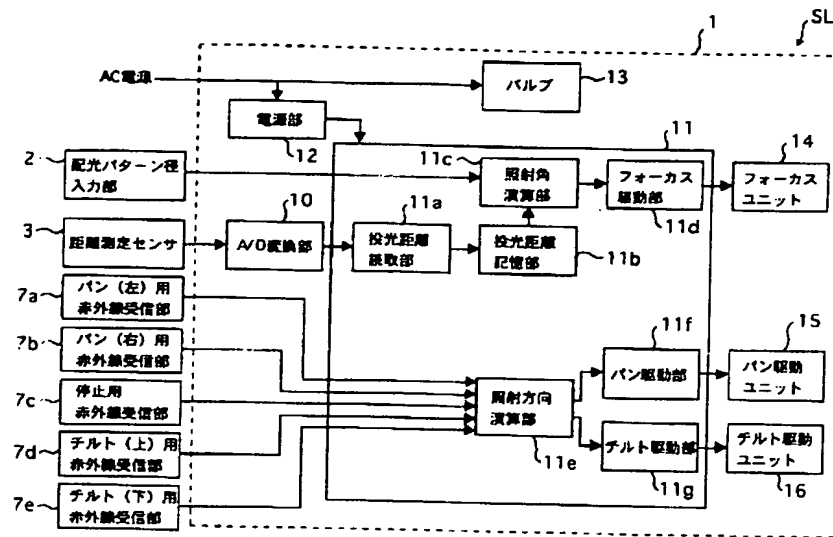 SL
1
AC電源
バルブ
13
電源部
12
11
2
配光パターン径
入力部
11c
照射角
演算部
フォーカス
駆動部
11d
14
フォーカス
ユニット
3
距離測定センサ
10
A/D変換部
11a
投光距離
読取部
投光距離
記憶部
11b
7a
パン(左)用
赤外線受信部
7b
パン(右)用
赤外線受信部
7c
停止用
赤外線受信部
7d
チルト(上)用
赤外線受信部
7e
チルト(下)用
赤外線受信部
照射方向
演算部
11e
11f
パン駆動部
15
パン駆動
ユニット
チルト駆動部
11g
チルト駆動
ユニット
16